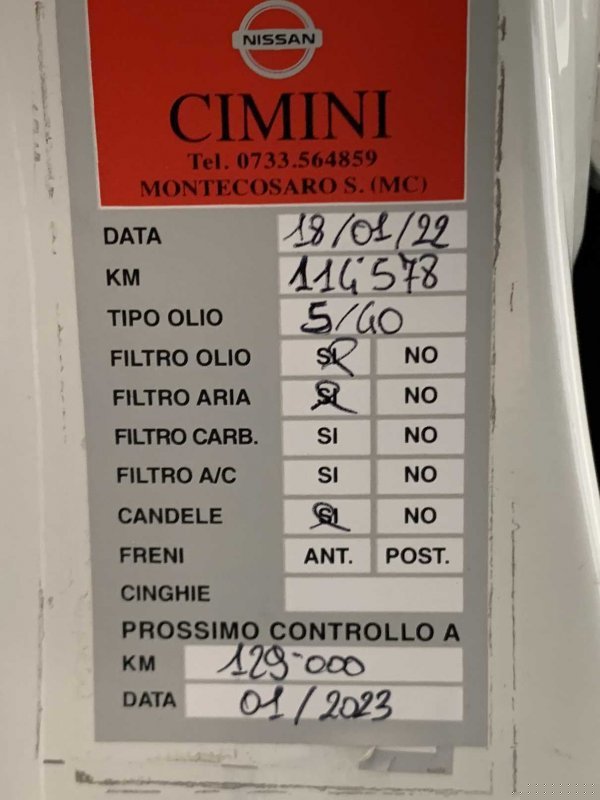 NISSAN
CIMINI
Tel. 0733.564859
MONTECOSARO S. (MC)
DATA 18/01/22
KM 114'578
TIPO OLIO 5/40
FILTRO OLIO SI NO
FILTRO ARIA SI NO
FILTRO CARB. SI NO
FILTRO A/C SI NO
CANDELE SI NO
FRENI ANT. POST.
CINGHIE
PROSSIMO CONTROLLO A
KM 129-000
DATA 01/2023